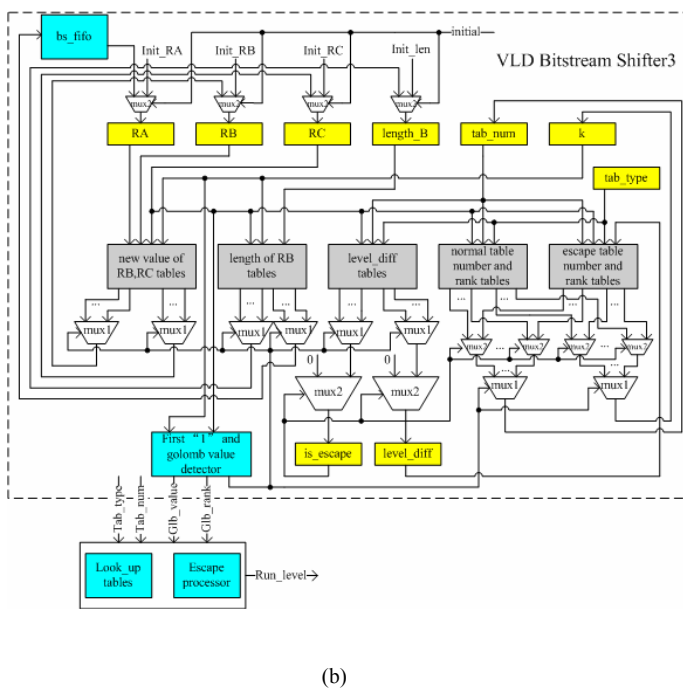 bs_fifo
Init_RA
Init_RB
Init_RC
Init_len
initial
VLD Bitstream Shifter3
mux2
mux2
mux2
mux2
RA
RB
RC
length_B
tab_num
k
tab_type
new value of
RB,RC tables
length of RB
tables
level_diff
tables
normal table
number and
rank tables
escape table
number and
rank tables
...
...
...
...
...
...
...
...
...
...
mux1
mux1
mux1
mux1
mux1
mux1
mux2
...
mux2
mux2
...
mux2
0
0
...
...
mux2
mux2
mux1
mux1
First “1” and
golomb value
detector
is_escape
level_diff
Tab_type
Tab_num
Glb_value
Glb_rank
Look_up
tables
Escape
processor
Run_level
(b)